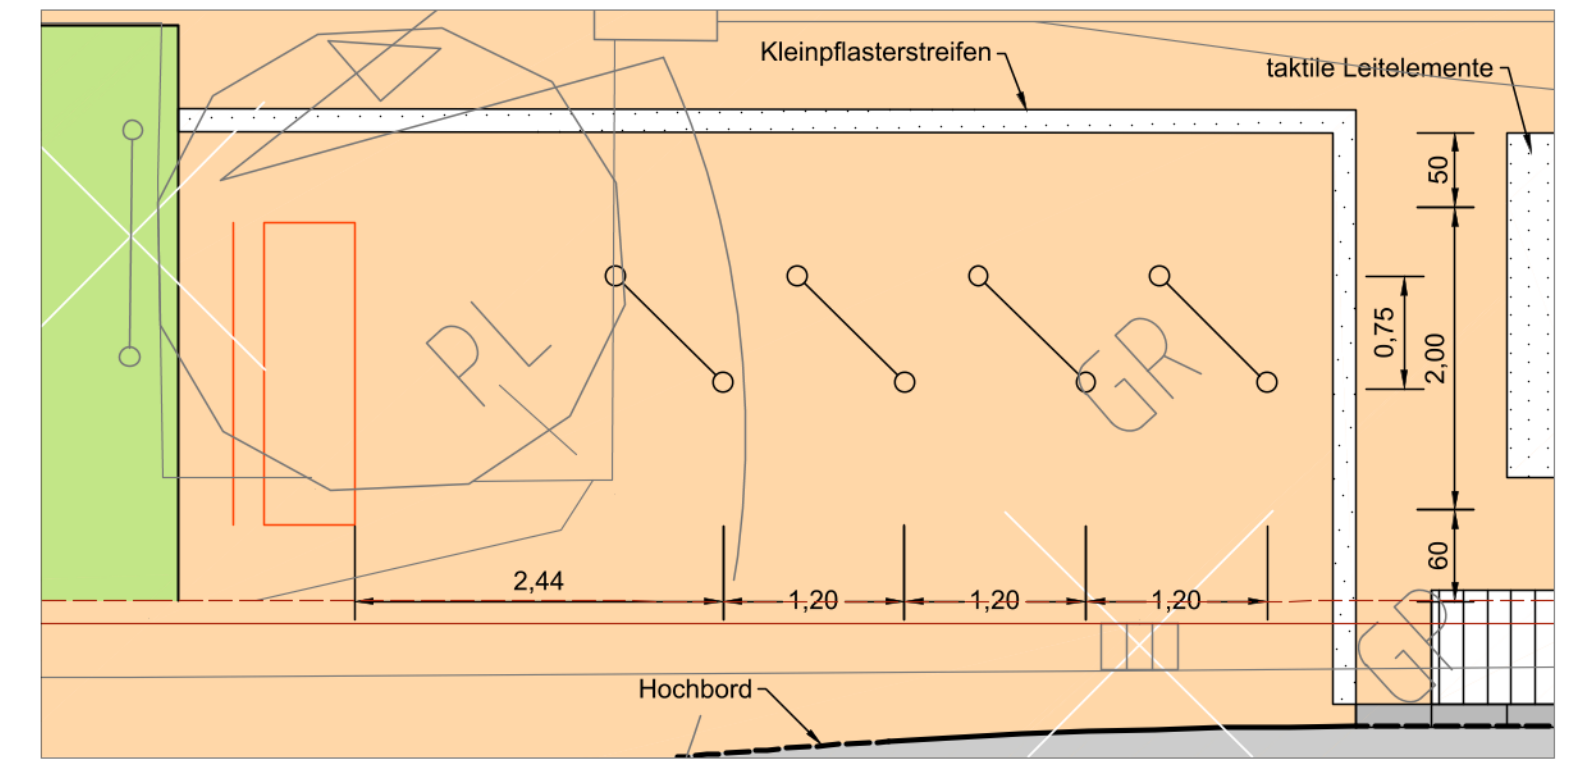 Kleinpflasterstreifen
taktile Leitelemente
50
0,75
2,00
PL
GR
60
2,44
1,20
1,20
1,20
GR
Hochbord